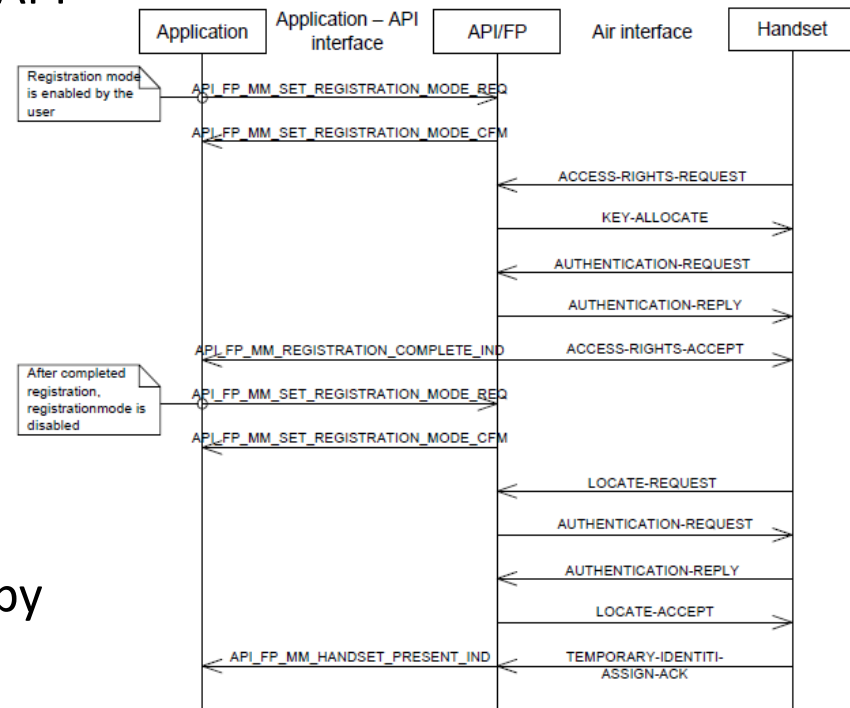 Application
Application – API
interface
API/FP
Air interface
Handset
Registration mode
is enabled by the
user
API_FP_MM_SET_REGISTRATION_MODE_REQ
API_FP_MM_SET_REGISTRATION_MODE_CFM
ACCESS-RIGHTS-REQUEST
KEY-ALLOCATE
AUTHENTICATION-REQUEST
AUTHENTICATION-REPLY
API_FP_MM_REGISTRATION_COMPLETE_IND
ACCESS-RIGHTS-ACCEPT
After completed
registration,
registrationmode is
disabled
API_FP_MM_SET_REGISTRATION_MODE_REQ
API_FP_MM_SET_REGISTRATION_MODE_CFM
LOCATE-REQUEST
AUTHENTICATION-REQUEST
AUTHENTICATION-REPLY
by
LOCATE-ACCEPT
API_FP_MM_HANDSET_PRESENT_IND
TEMPORARY-IDENTITI-
ASSIGN-ACK